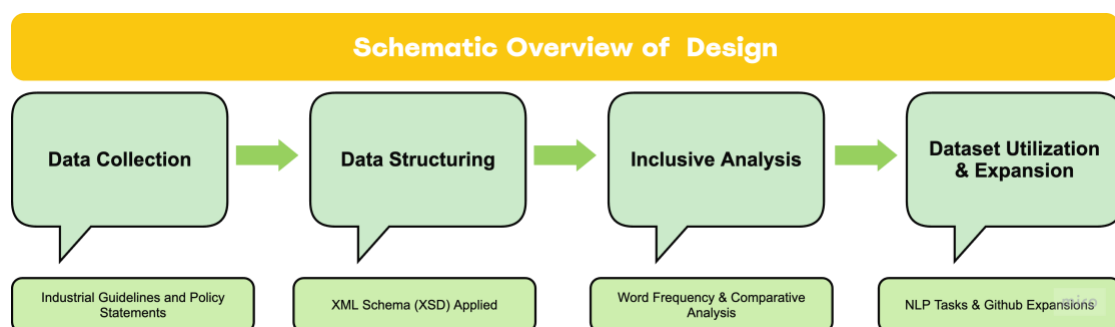 Schematic Overview of Design
Data Collection
Data Structuring
Inclusive Analysis
Dataset Utilization
& Expansion
Industrial Guidelines and Policy
Statements
XML Schema (XSD) Applied
Word Frequency & Comparative
Analysis
NLP Tasks & Github Expansions
miro